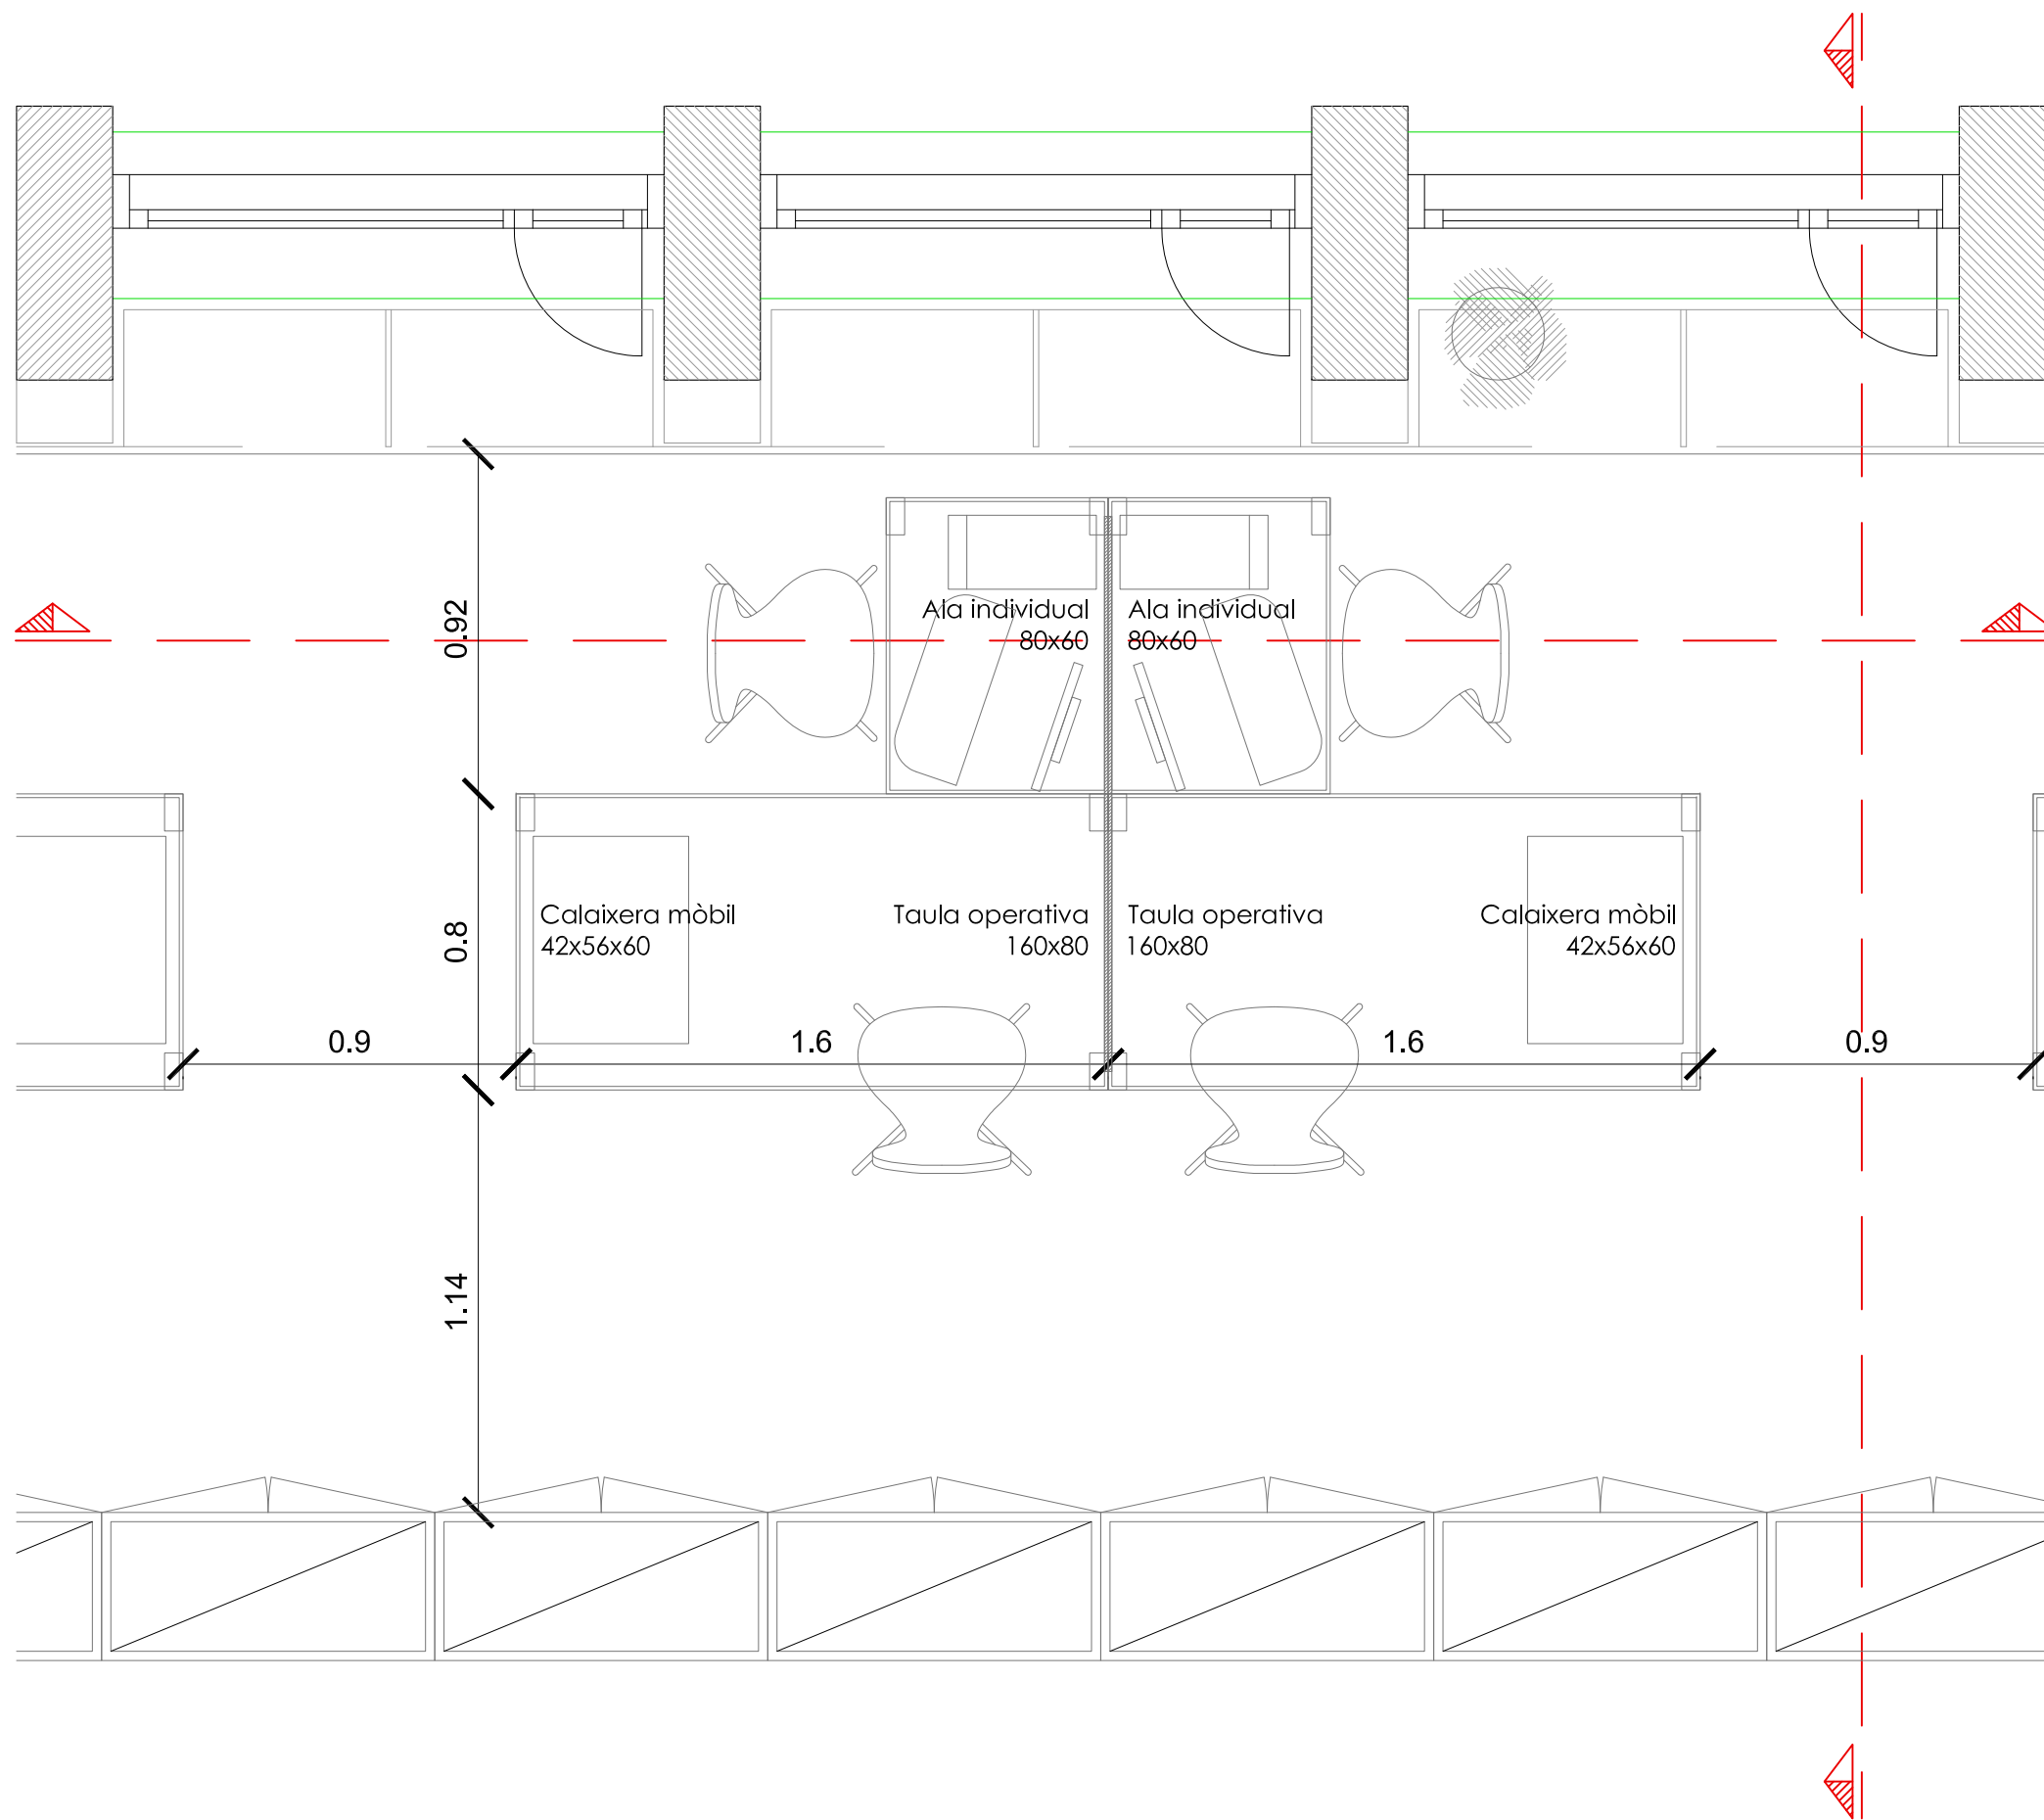 0.92
Ala individual
80x60
Ala individual
80x60
0.8
Calaixera mòbil
42x56x60
Taula operativa
160x80
Taula operativa
160x80
Calaixera mòbil
42x56x60
0.9
1.6
1.6
0.9
1.14